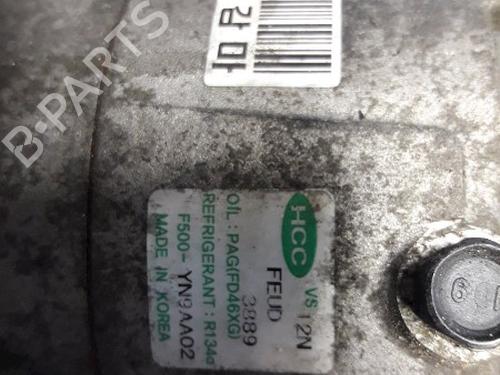 HCC VS 12N
FEUD 3889
OIL : PAG(FD46XG)
REFRIGERANT : R134a
F500- YN9AA02
MADE IN KOREA
B-PARTS